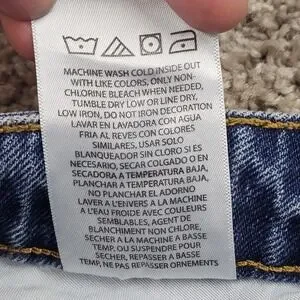 MACHINE WASH COLD INSIDE OUT
WITH LIKE COLORS, ONLY NON-
CHLORINE BLEACH WHEN NEEDED,
TUMBLE DRY LOW OR LINE DRY,
LOW IRON, DO NOT IRON DECORATION
LAVAR EN LAVADORA CON AGUA
FRIA AL REVES CON COLORES
SIMILARES, USAR SOLO
BLANQUEADOR SIN CLORO SI ES
NECESARIO, SECAR COLGADO O EN
SECADORA A TEMPERATURA BAJA,
PLANCHAR A TEMPERATURA BAJA,
NO PLANCHAR EL ADORNO
LAVER A L'ENVERS A LA MACHINE
A L'EAU FROIDE AVEC COULEURS
SEMBLABLES, AGENT DE
BLANCHIMENT NON CHLORE,
SECHER A LA MACHINE A BASSE
TEMP, OU SUSPENDRE POUR
SECHER, REPASSER A BASSE
TEMP, NE PAS REPASSER ORNEMENTS